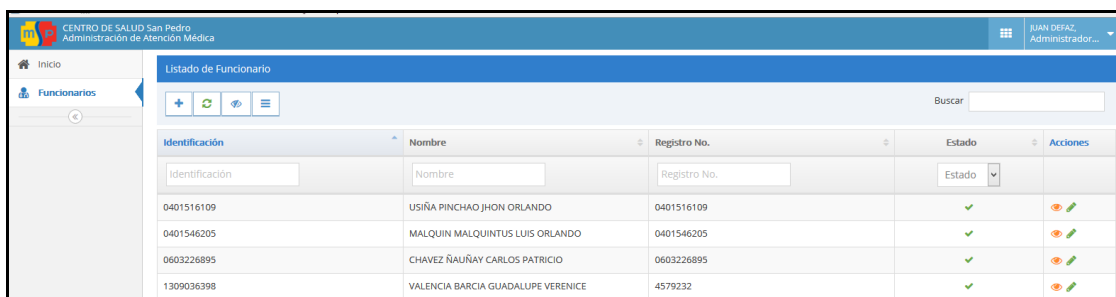 CENTRO DE SALUD San Pedro
Administración de Atención Médica
JUAN DEFAZ,
Administrador...
Inicio
Funcionarios
Listado de Funcionario
Buscar
Identificación Nombre Registro No. Estado Acciones
Identificación Nombre Registro No. Estado
0401516109 USIÑA PINCHAO JHON ORLANDO 0401516109
0401546205 MALQUIN MALQUINTUS LUIS ORLANDO 0401546205
0603226895 CHAVEZ ÑAUÑAY CARLOS PATRICIO 0603226895
1309036398 VALENCIA BARCIA GUADALUPE VERENICE 4579232